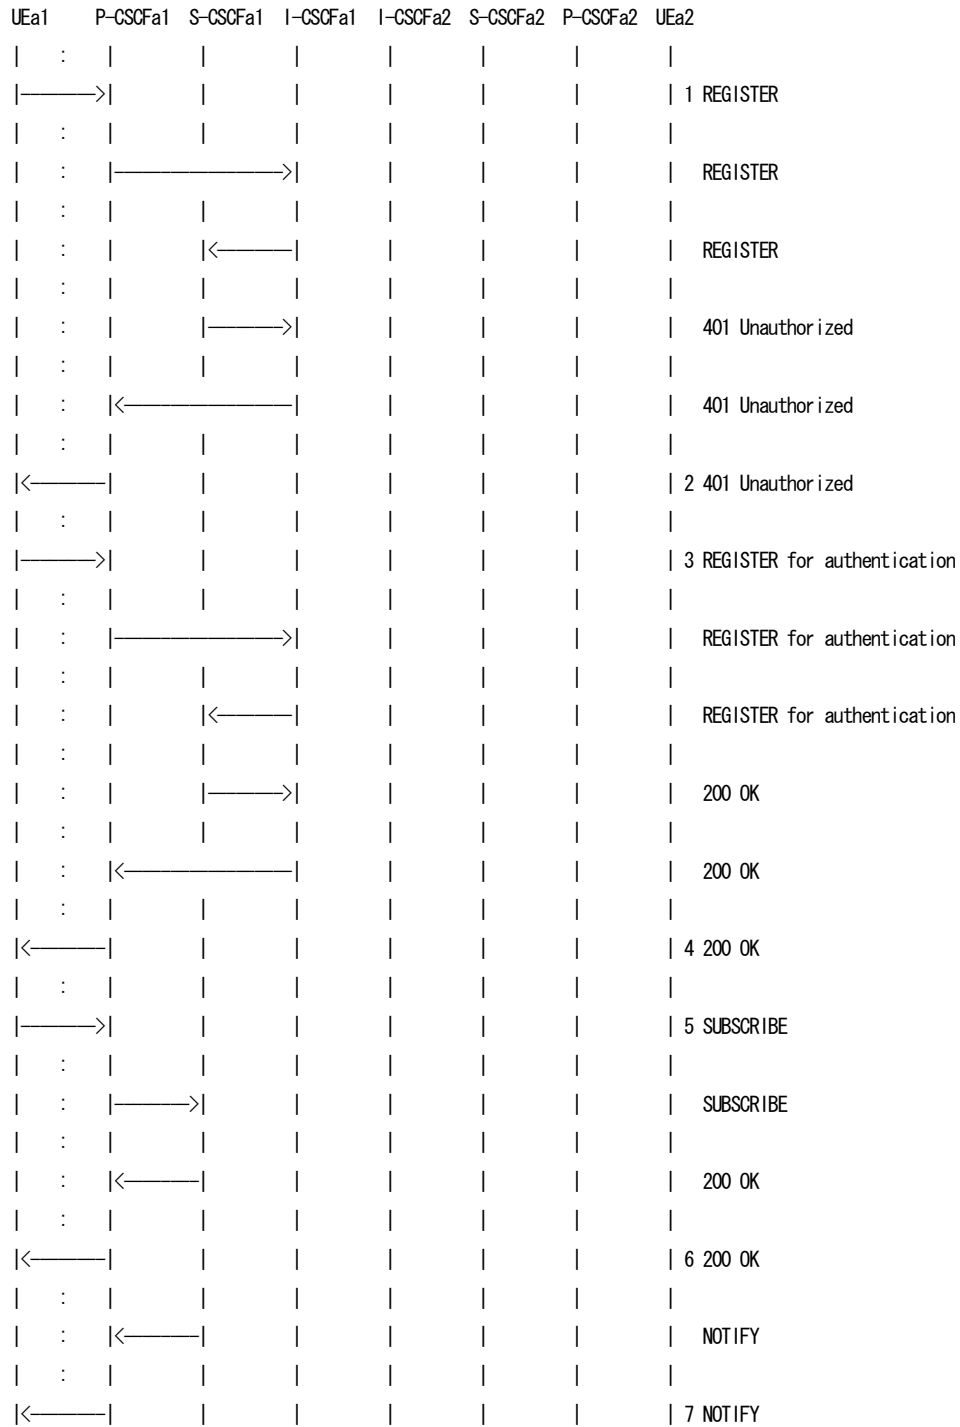 UEa1 P-CSCFa1 S-CSCFa1 I-CSCFa1 I-CSCFa2 S-CSCFa2 P-CSCFa2 UEa2
| : | | | | | | |
|-------->| | | | | | | 1 REGISTER
| : | | | | | | |
| : |------------------>| | | | | REGISTER
| : | | | | | | |
| : | |<--------| | | | | REGISTER
| : | | | | | | |
| : | |-------->| | | | | 401 Unauthorized
| : | | | | | | |
| : |<------------------| | | | | 401 Unauthorized
| : | | | | | | |
|<--------| | | | | | | 2 401 Unauthorized
| : | | | | | | |
|-------->| | | | | | | 3 REGISTER for authentication
| : | | | | | | |
| : |------------------>| | | | | REGISTER for authentication
| : | | | | | | |
| : | |<--------| | | | | REGISTER for authentication
| : | | | | | | |
| : | |-------->| | | | | 200 OK
| : | | | | | | |
| : |<------------------| | | | | 200 OK
| : | | | | | | |
|<--------| | | | | | | 4 200 OK
| : | | | | | | |
|-------->| | | | | | | 5 SUBSCRIBE
| : | | | | | | |
| : |-------->| | | | | | SUBSCRIBE
| : | | | | | | |
| : |<--------| | | | | | 200 OK
| : | | | | | | |
|<--------| | | | | | | 6 200 OK
| : | | | | | | |
| : |<--------| | | | | | NOTIFY
| : | | | | | | |
|<--------| | | | | | | 7 NOTIFY